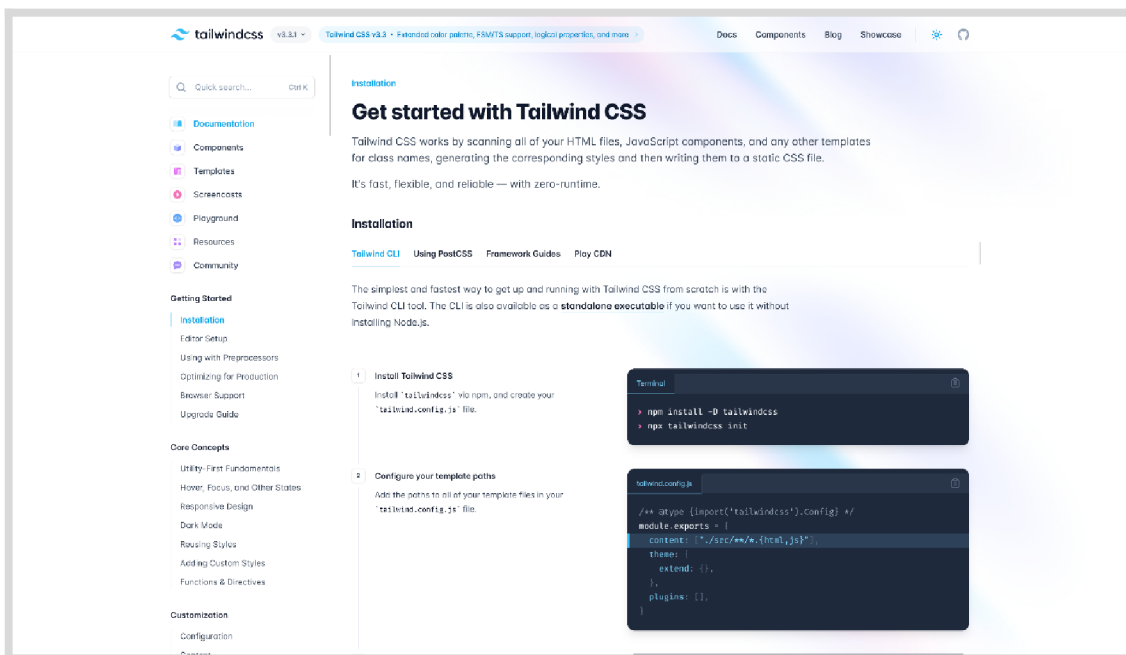 tailwindcss v3.3.1 Tailwind CSS v3.3 • Extended color palette, ESM/TS support, logical properties, and more Docs Components Blog Showcase
Quick search... Ctrl K
Documentation
Components
Templates
Screencasts
Playground
Resources
Community
Getting Started
Installation
Editor Setup
Using with Preprocessors
Optimizing for Production
Browser Support
Upgrade Guide
Core Concepts
Utility-First Fundamentals
Hover, Focus, and Other States
Responsive Design
Dark Mode
Reusing Styles
Adding Custom Styles
Functions & Directives
Customization
Configuration
Installation
Get started with Tailwind CSS
Tailwind CSS works by scanning all of your HTML files, JavaScript components, and any other templates
for class names, generating the corresponding styles and then writing them to a static CSS file.
It's fast, flexible, and reliable — with zero-runtime.
Installation
Tailwind CLI Using PostCSS Framework Guides Play CDN
The simplest and fastest way to get up and running with Tailwind CSS from scratch is with the
Tailwind CLI tool. The CLI is also available as a standalone executable if you want to use it without
installing Node.js.
1 Install Tailwind CSS
Install `tailwindcss` via npm, and create your
`tailwind.config.js` file.
Terminal
> npm install -D tailwindcss
> npx tailwindcss init
2 Configure your template paths
Add the paths to all of your template files in your
`tailwind.config.js` file.
tailwind.config.js
/** @type {import('tailwindcss').Config} */
module.exports = {
content: ["./src/**/*.{html,js}"],
theme: {
extend: {},
},
plugins: [],
}